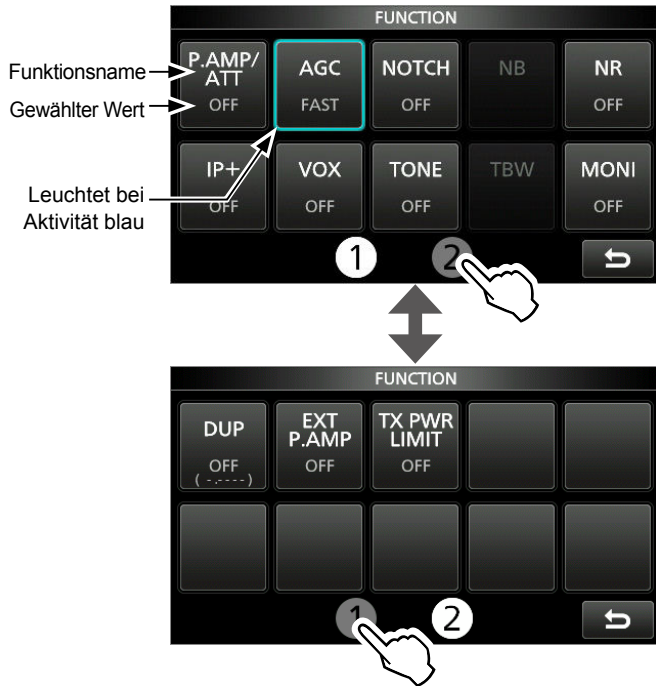 FUNCTION
Funktionsname
Gewählter Wert
Leuchtet bei
Aktivität blau
P.AMP/
ATT
OFF
AGC
FAST
NOTCH
OFF
NB
NR
OFF
IP+
OFF
VOX
OFF
TONE
OFF
TBW
MONI
OFF
1
2
FUNCTION
DUP
OFF
( -.----)
EXT
P.AMP
OFF
TX PWR
LIMIT
OFF
1
2